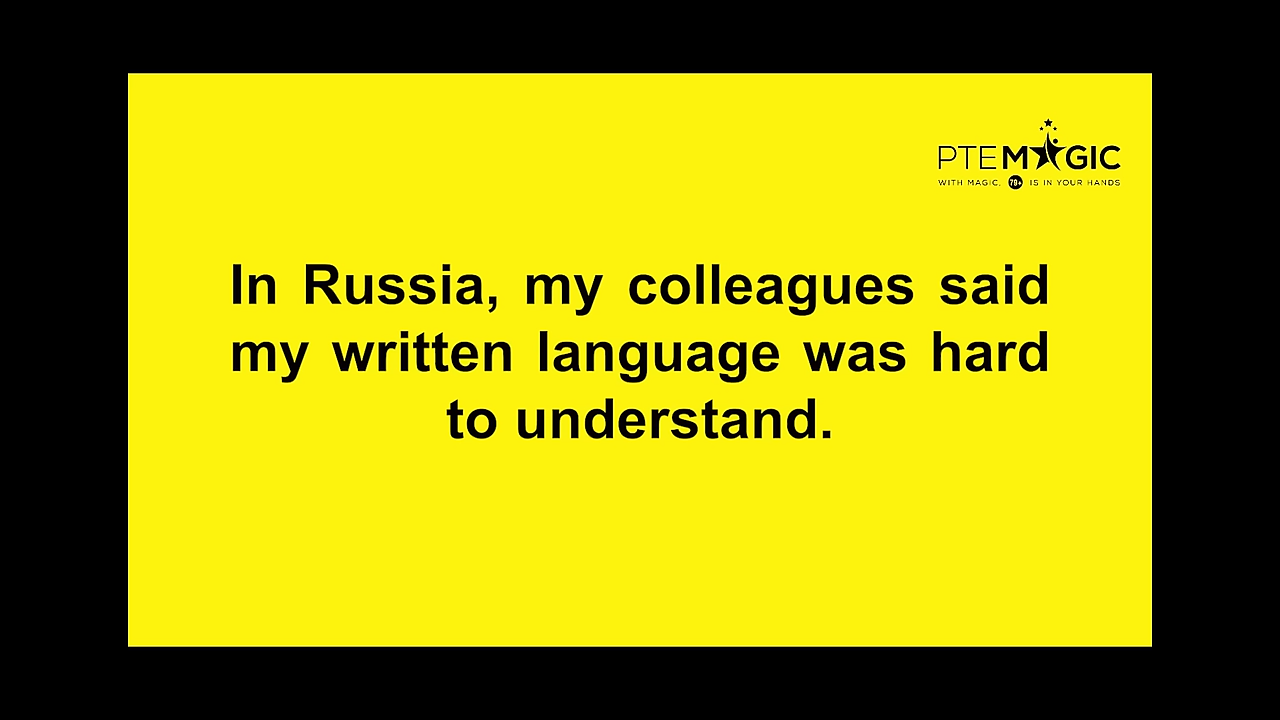 PTEMAGIC
WITH MAGIC, 79+ IS IN YOUR HANDS
In Russia, my colleagues said
my written language was hard
to understand.